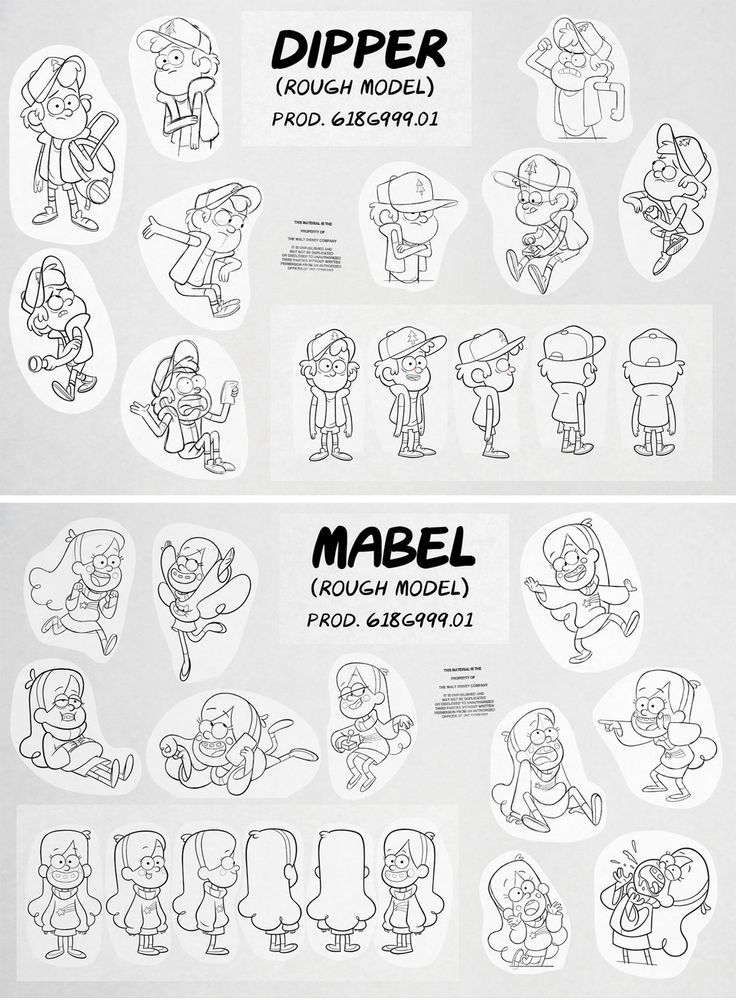 DIPPER
(ROUGH MODEL)
PROD. 618G999.01
THIS MATERIAL IS THE
PROPERTY OF
THE WALT DISNEY COMPANY
IT IS UNPUBLISHED AND
MAY NOT BE DUPLICATED
OR DISCLOSED TO UNAUTHORIZED
THIRD PARTIES WITHOUT WRITTEN
PERMISSION FROM AN AUTHORIZED
OFFICER OF THE COMPANY
MABEL
(ROUGH MODEL)
PROD. 618G999.01
THIS MATERIAL IS THE
PROPERTY OF
THE WALT DISNEY COMPANY
IT IS UNPUBLISHED AND
MAY NOT BE DUPLICATED
OR DISCLOSED TO UNAUTHORIZED
THIRD PARTIES WITHOUT WRITTEN
PERMISSION FROM AN AUTHORIZED
OFFICER OF THE COMPANY